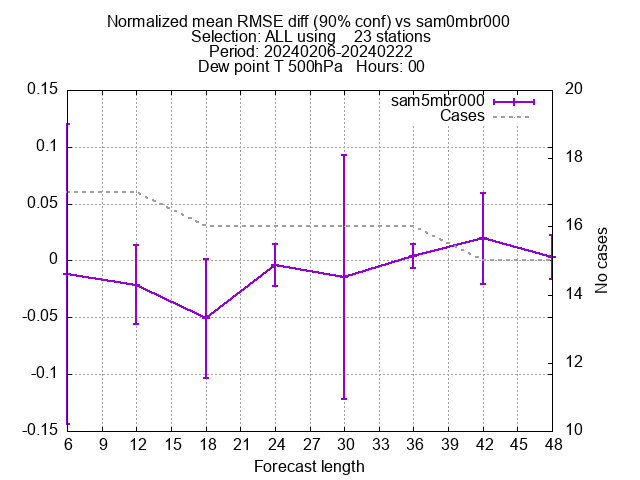 Normalized mean RMSE diff (90% conf) vs sam0mbr000
Selection: ALL using    23 stations
Period: 20240206-20240222
Dew point T 500hPa   Hours: 00
sam5mbr000
Cases
0.15
0.1
0.05
0
-0.05
-0.1
-0.15
20
18
16
14
12
10
No cases
6 12 15 18 21 24 27 30 33 36 39 42 45 48
Forecast length